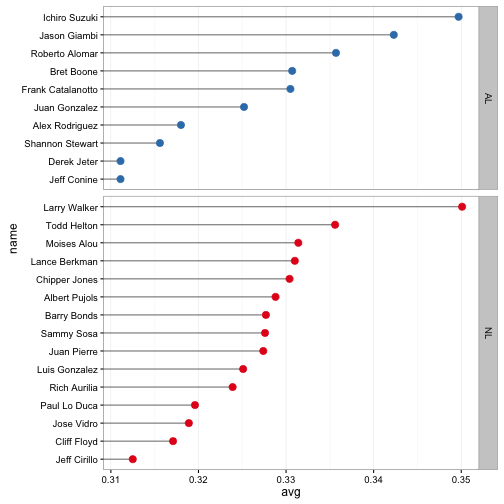 Ichiro Suzuki
Jason Giambi
Roberto Alomar
Bret Boone
Frank Catalanotto
Juan Gonzalez
Alex Rodriguez
Shannon Stewart
Derek Jeter
Jeff Conine
AL
Larry Walker
Todd Helton
Moises Alou
Lance Berkman
Chipper Jones
Albert Pujols
Barry Bonds
Sammy Sosa
Juan Pierre
Luis Gonzalez
Rich Aurilia
Paul Lo Duca
Jose Vidro
Cliff Floyd
Jeff Cirillo
NL
name
0.31 0.32 0.33 0.34 0.35
avg